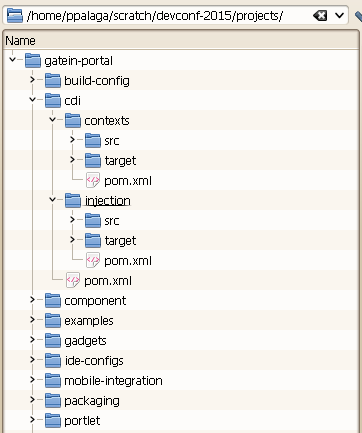 /home/ppalaga/scratch/devconf-2015/projects/
Name
gatein-portal
build-config
cdi
contexts
src
target
pom.xml
injection
src
target
pom.xml
pom.xml
component
examples
gadgets
ide-configs
mobile-integration
packaging
portlet